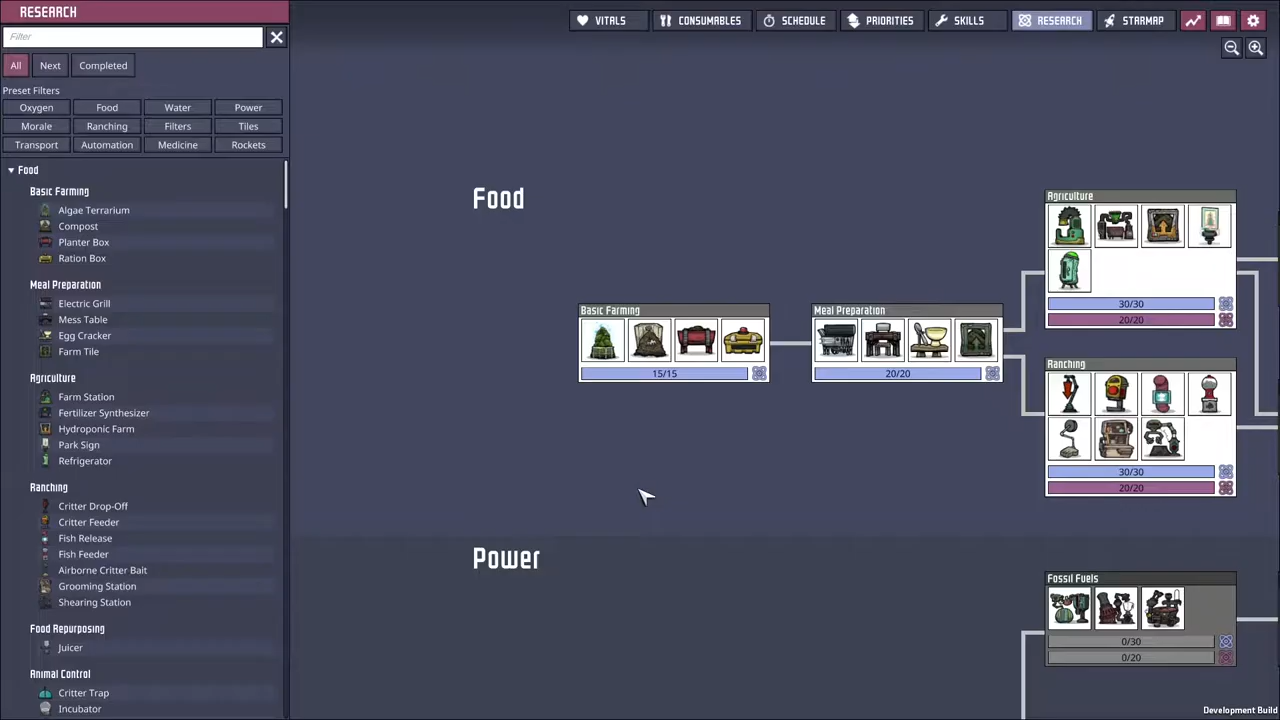 RESEARCH
VITALS
CONSUMABLES
SCHEDULE
PRIORITIES
SKILLS
RESEARCH
STARMAP
Filter
All
Next
Completed
Preset Filters
Oxygen
Food
Water
Power
Morale
Ranching
Filters
Tiles
Transport
Automation
Medicine
Rockets
Food
Basic Farming
Algae Terrarium
Compost
Planter Box
Ration Box
Meal Preparation
Electric Grill
Mess Table
Egg Cracker
Farm Tile
Agriculture
Farm Station
Fertilizer Synthesizer
Hydroponic Farm
Park Sign
Refrigerator
Ranching
Critter Drop-Off
Critter Feeder
Fish Release
Fish Feeder
Airborne Critter Bait
Grooming Station
Shearing Station
Food Repurposing
Juicer
Animal Control
Critter Trap
Incubator
Food
Basic Farming
15/15
Meal Preparation
20/20
Agriculture
30/30
20/20
Ranching
30/30
20/20
Power
Fossil Fuels
0/30
0/20
Development Build